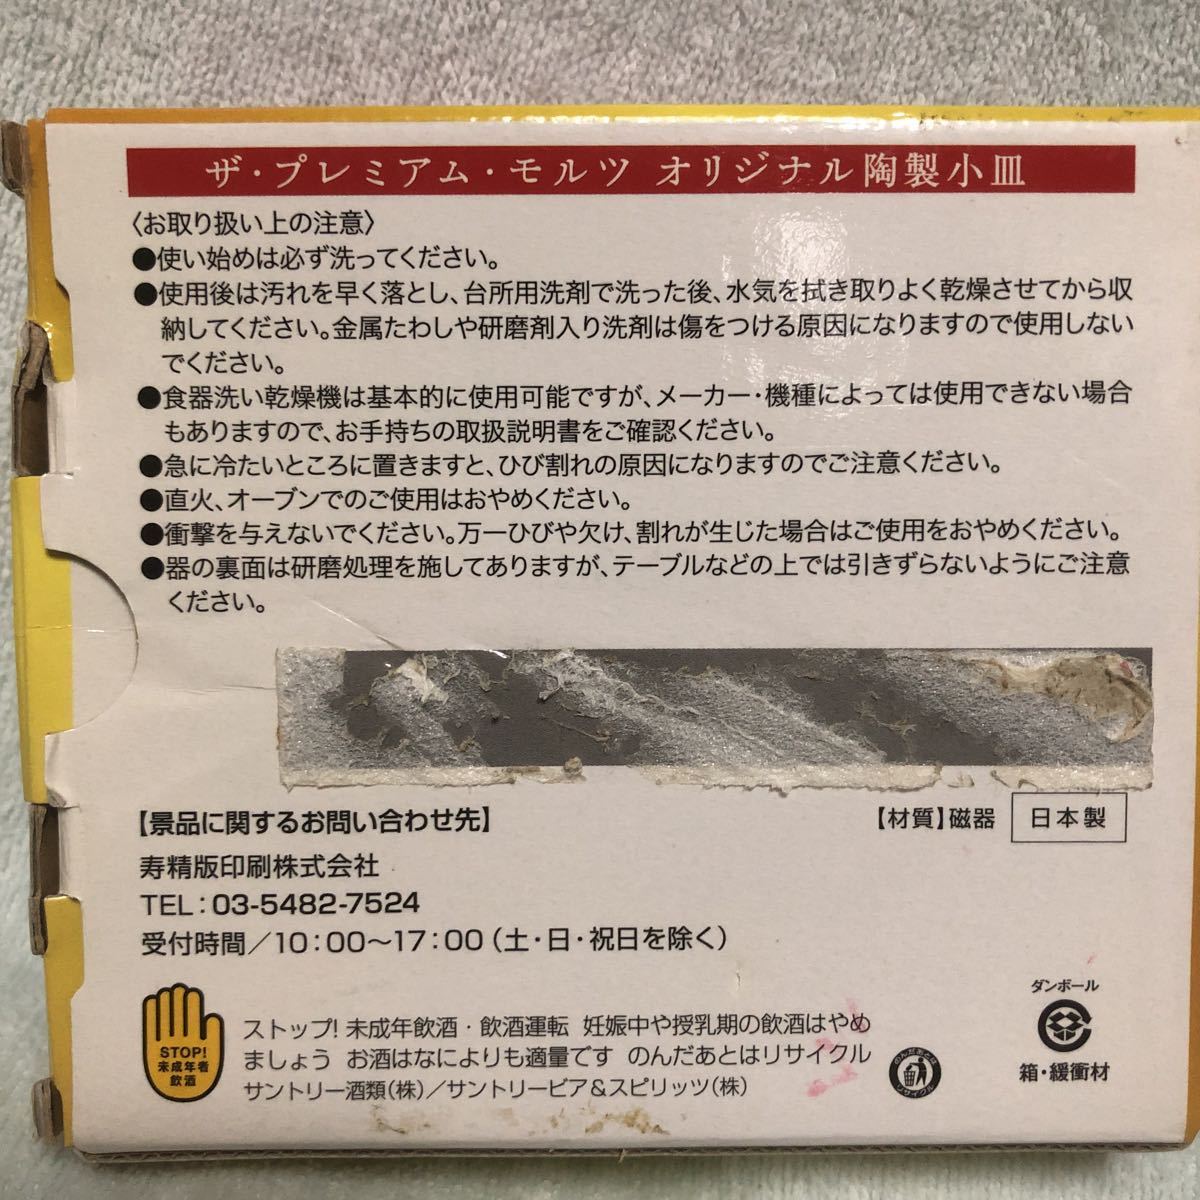 ザ・プレミアム・モルツ オリジナル陶製小皿
〈お取り扱い上の注意〉
●使い始めは必ず洗ってください。
●使用後は汚れを早く落とし、台所用洗剤で洗った後、水気を拭き取りよく乾燥させてから収
納してください。金属たわしや研磨剤入り洗剤は傷をつける原因になりますので使用しない
でください。
●食器洗い乾燥機は基本的に使用可能ですが、メーカー・機種によっては使用できない場合
もありますので、お手持ちの取扱説明書をご確認ください。
●急に冷たいところに置きますと、ひび割れの原因になりますのでご注意ください。
●直火、オーブンでのご使用はおやめください。
●衝撃を与えないでください。万一ひびや欠け、割れが生じた場合はご使用をおやめください。
●器の裏面は研磨処理を施してありますが、テーブルなどの上では引きずらないようにご注意
ください。
【景品に関するお問い合わせ先】
【材質】磁器 日本製
寿精版印刷株式会社
TEL：03-5482-7524
受付時間／10：00〜17：00（土・日・祝日を除く）
STOP!
未成年者
飲酒
ストップ! 未成年飲酒・飲酒運転 妊娠中や授乳期の飲酒はやめ
ましょう お酒はなによりも適量です のんだあとはリサイクル
サントリー酒類（株）／サントリービア＆スピリッツ（株）
のんだあとは
リサイクル
ダンボール
箱・緩衝材